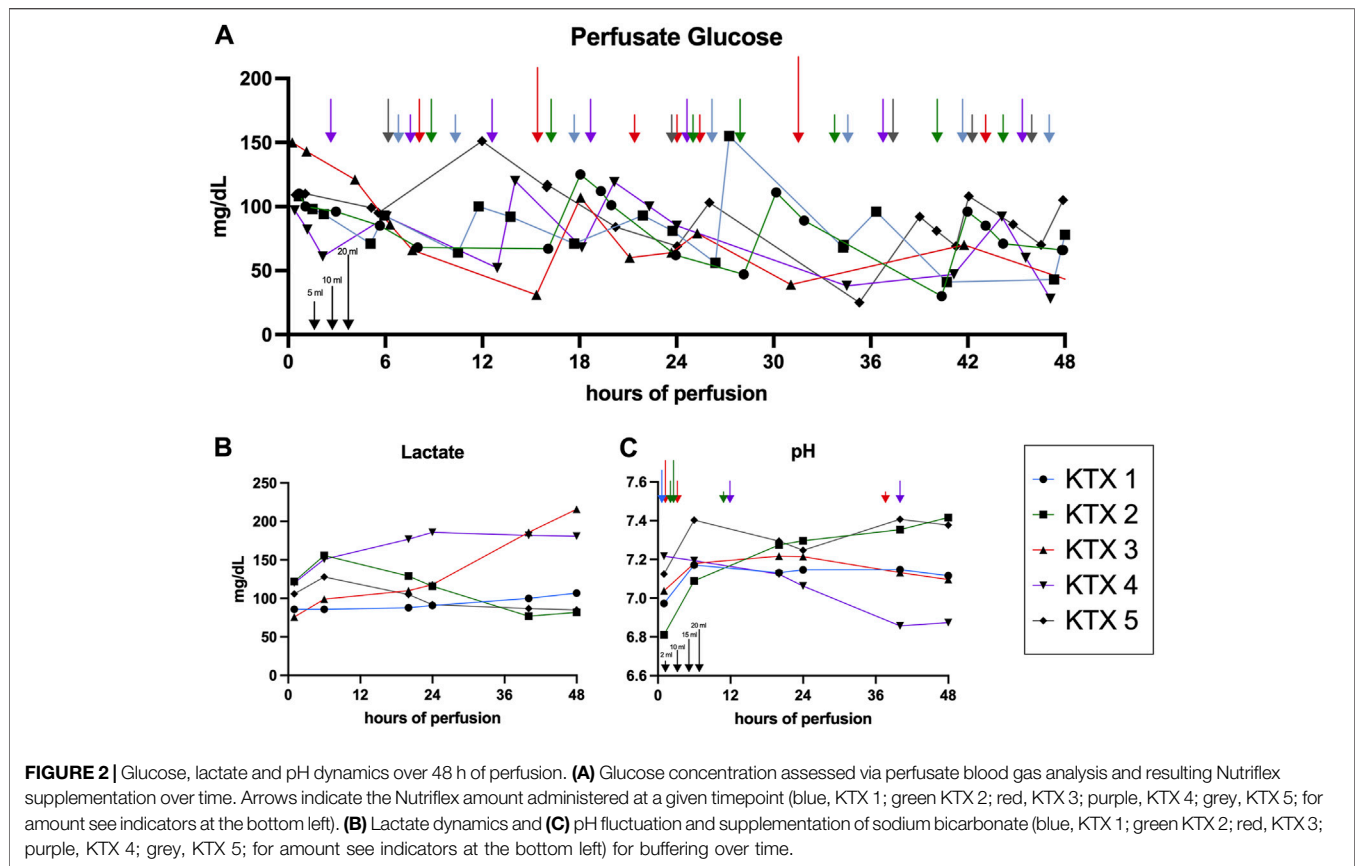 A
Perfusate Glucose
200
150
100
50
0
mg/dL
5 ml
10 ml
20 ml
0 6 12 18 24 30 36 42 48
hours of perfusion
B
Lactate
250
200
150
100
50
0
mg/dL
0 12 24 36 48
hours of perfusion
C
pH
7.6
7.4
7.2
7.0
6.8
6.6
2 ml
10 ml
15 ml
20 ml
0 12 24 36 48
hours of perfusion
KTX 1
KTX 2
KTX 3
KTX 4
KTX 5
FIGURE 2 | Glucose, lactate and pH dynamics over 48 h of perfusion. (A) Glucose concentration assessed via perfusate blood gas analysis and resulting Nutriflex
supplementation over time. Arrows indicate the Nutriflex amount administered at a given timepoint (blue, KTX 1; green KTX 2; red, KTX 3; purple, KTX 4; grey, KTX 5; for
amount see indicators at the bottom left). (B) Lactate dynamics and (C) pH fluctuation and supplementation of sodium bicarbonate (blue, KTX 1; green KTX 2; red, KTX 3;
purple, KTX 4; grey, KTX 5; for amount see indicators at the bottom left) for buffering over time.